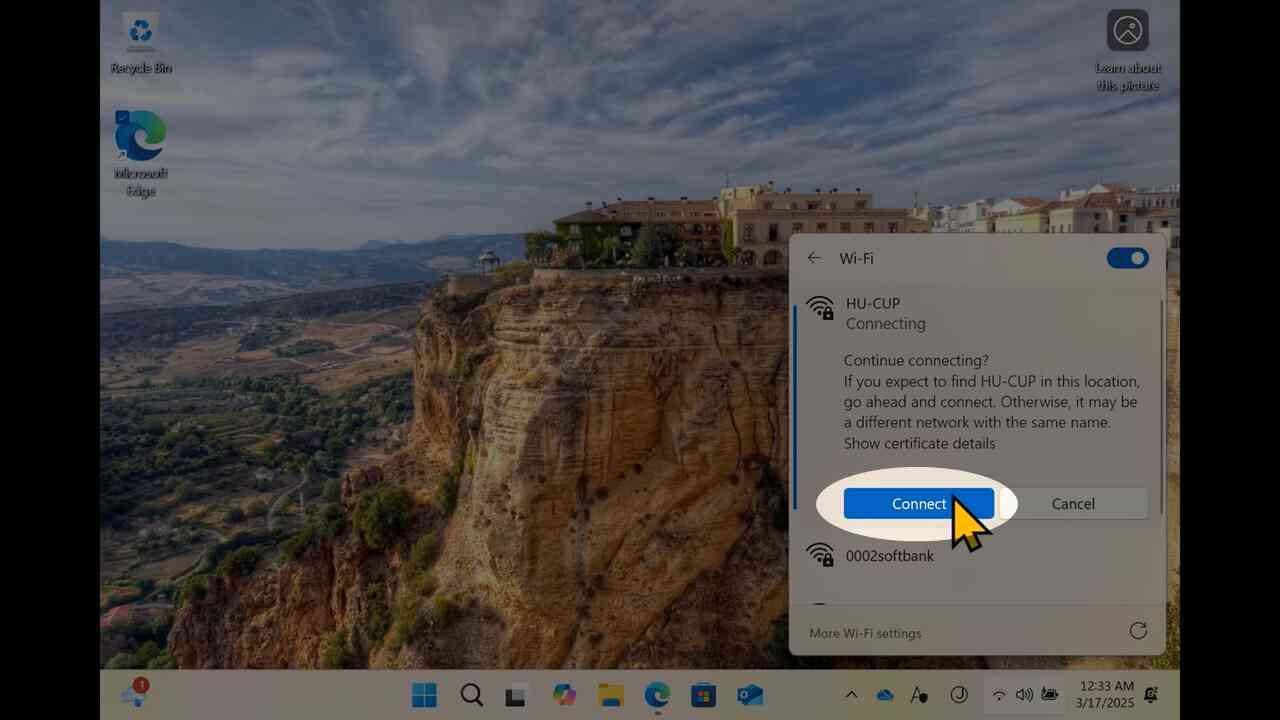 Recycle Bin
Learn about
this picture
Microsoft
Edge
Wi-Fi
HU-CUP
Connecting
Continue connecting?
If you expect to find HU-CUP in this location,
go ahead and connect. Otherwise, it may be
a different network with the same name.
Show certificate details
Connect
Cancel
0002softbank
More Wi-Fi settings
1
12:33 AM
3/17/2025